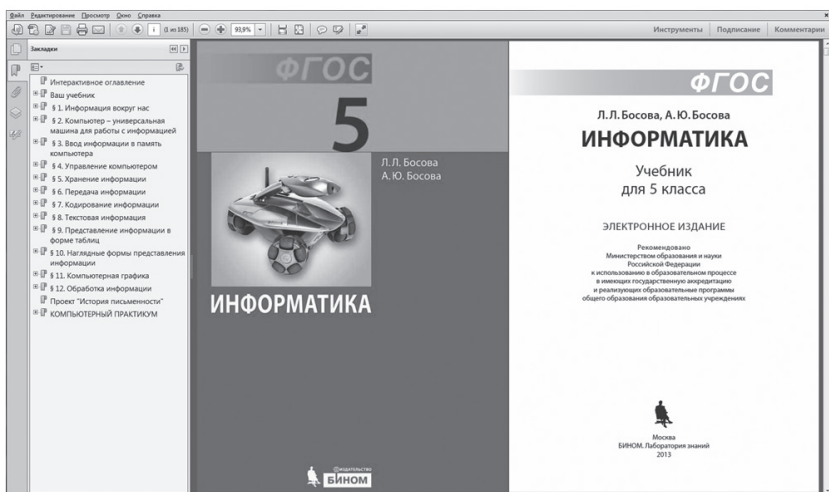 Файл Редактирование Просмотр Окно Справка
(1 из 185)
93,9%
Инструменты Подписание Комментарии
Закладки
Интерактивное оглавление
Ваш учебник
§ 1. Информация вокруг нас
§ 2. Компьютер – универсальная
машина для работы с информацией
§ 3. Ввод информации в память
компьютера
§ 4. Управление компьютером
§ 5. Хранение информации
§ 6. Передача информации
§ 7. Кодирование информации
§ 8. Текстовая информация
§ 9. Представление информации в
форме таблиц
§ 10. Наглядные формы представления
информации
§ 11. Компьютерная графика
§ 12. Обработка информации
Проект "История письменности"
КОМПЬЮТЕРНЫЙ ПРАКТИКУМ
ФГОС
5
Л.Л. Босова
А.Ю. Босова
ИНФОРМАТИКА
Издательство
БИНОМ
ФГОС
Л.Л. Босова, А.Ю. Босова
ИНФОРМАТИКА
Учебник
для 5 класса
ЭЛЕКТРОННОЕ ИЗДАНИЕ
Рекомендовано
Министерством образования и науки
Российской Федерации
к использованию в образовательном процессе
в имеющих государственную аккредитацию
и реализующих образовательные программы
общего образования образовательных учреждениях
Москва
БИНОМ. Лаборатория знаний
2013